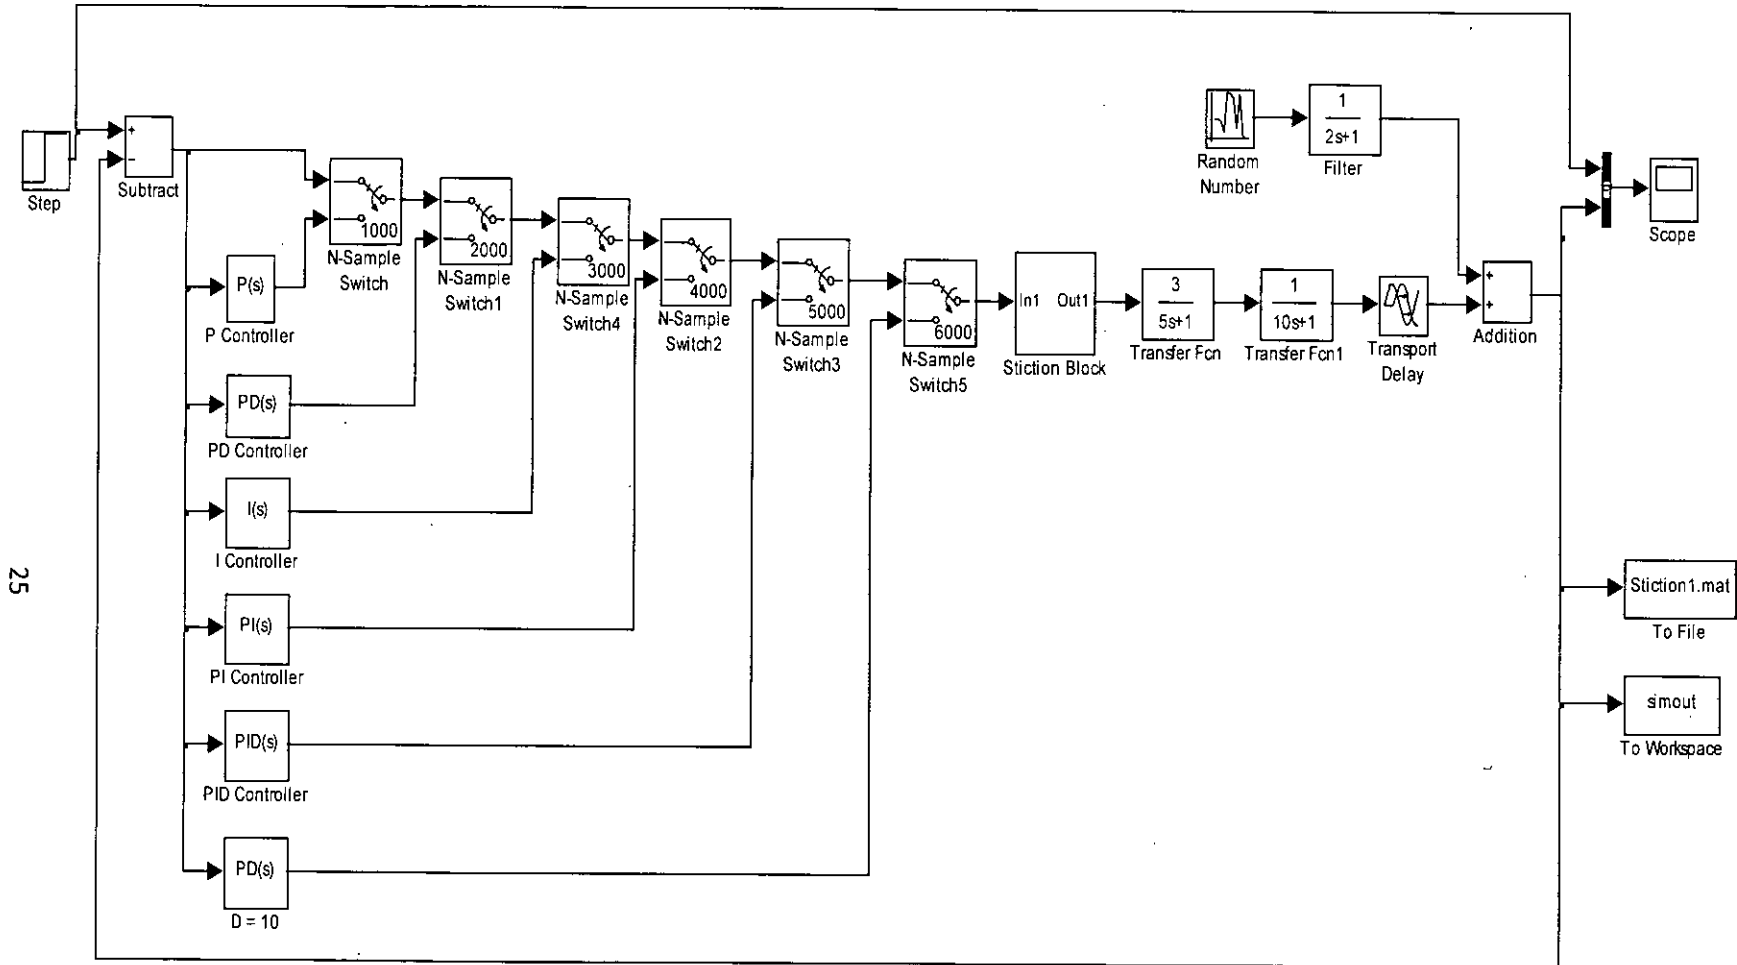 Step
+
−
Subtract
1000
N-Sample
Switch
2000
N-Sample
Switch1
3000
N-Sample
Switch4
4000
N-Sample
Switch2
5000
N-Sample
Switch3
6000
N-Sample
Switch5
In1 Out1
Stiction Block
3
5s+1
Transfer Fcn
1
10s+1
Transfer Fcn1
Transport
Delay
Random
Number
1
2s+1
Filter
+
+
Addition
Scope
P(s)
P Controller
PD(s)
PD Controller
I(s)
I Controller
PI(s)
PI Controller
PID(s)
PID Controller
PD(s)
D = 10
Stiction1.mat
To File
simout
To Workspace
25